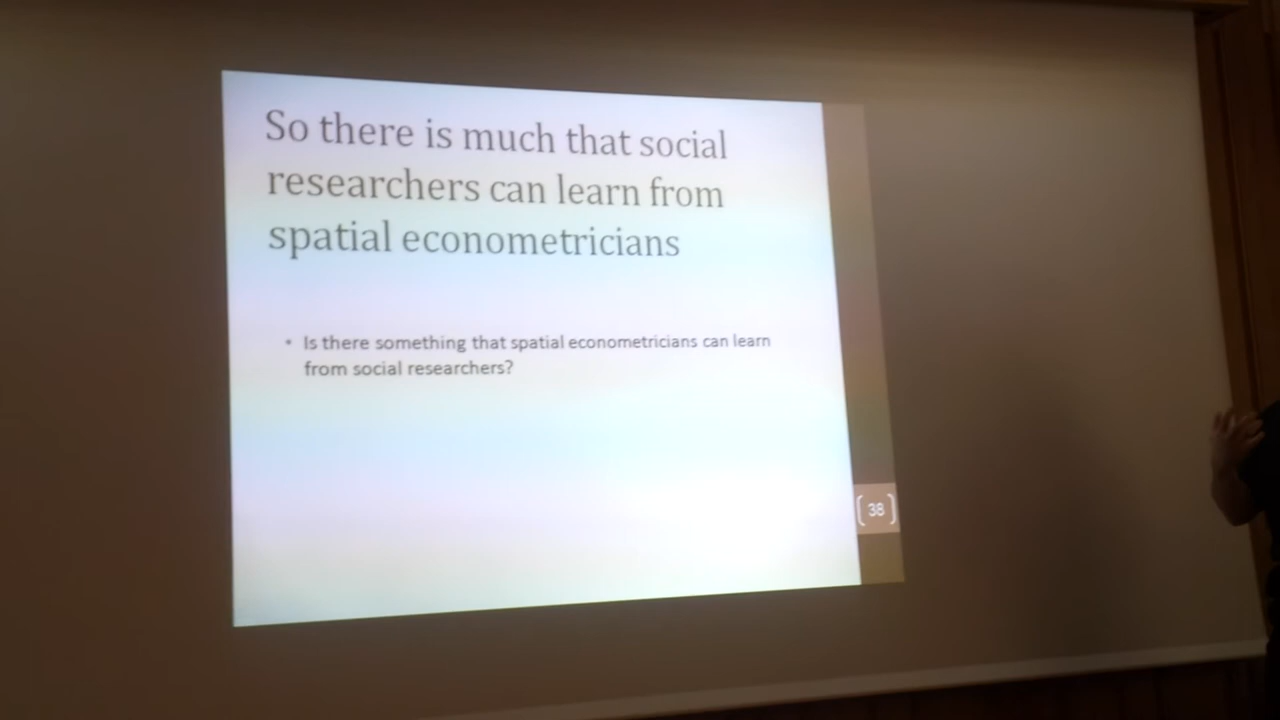 So there is much that social
researchers can learn from
spatial econometricians
• Is there something that spatial econometricians can learn
from social researchers?
[ 38 ]